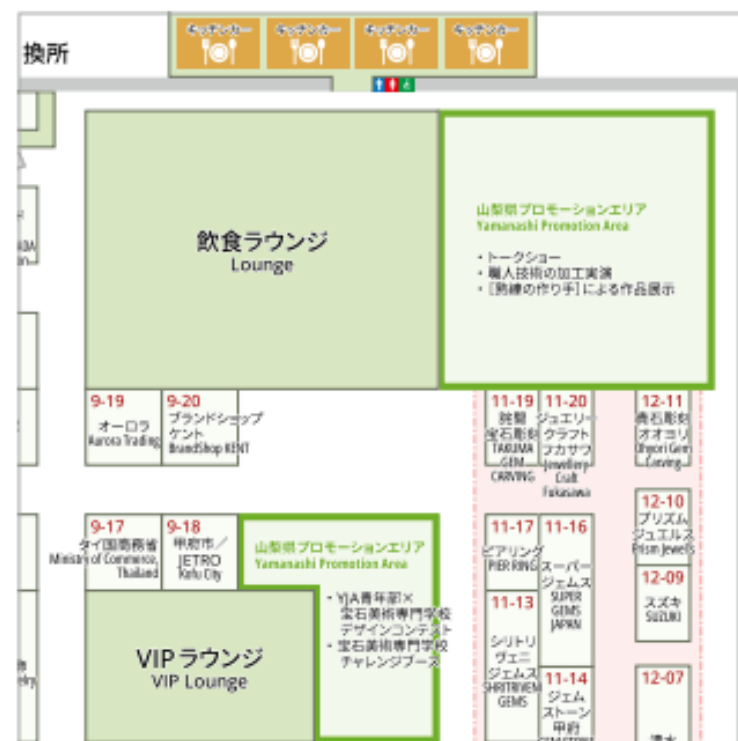 キッチンカー キッチンカー キッチンカー キッチンカー
換所
飲食ラウンジ
Lounge
山梨県プロモーションエリア
Yamanashi Promotion Area
・トークショー
・職人技術の加工実演
・[熟練の作り手]による作品展示
9-19
オーロラ
Aurora Trading
9-20
ブランドショップ
ケント
BrandShop KENT
11-19
詫間
宝石彫刻
TAKUMA
GEM
CARVING
11-20
ジュエリー
クラフト
フカサワ
Jewellery
Craft
Fukasawa
12-11
貴石彫刻
オオヨリ
Ohyori Gem
Carving
12-10
プリズム
ジュエルス
Prism Jewels
9-17
タイ国商務省
Ministry of Commerce,
Thailand
9-18
甲府市/
JETRO
Kofu City
山梨県プロモーションエリア
Yamanashi Promotion Area
・YJA青年部×
宝石美術専門学校
デザインコンテスト
・宝石美術専門学校
チャレンジブース
VIPラウンジ
VIP Lounge
11-17
ピアリング
PIER RING
11-16
スーパー
ジェムス
SUPER
GEMS
JAPAN
12-09
スズキ
SUZUKI
11-13
シリトリ
ヴェニ
ジェムス
SHRITRIVENI
GEMS
11-14
ジェム
ストーン
甲府
12-07
清水